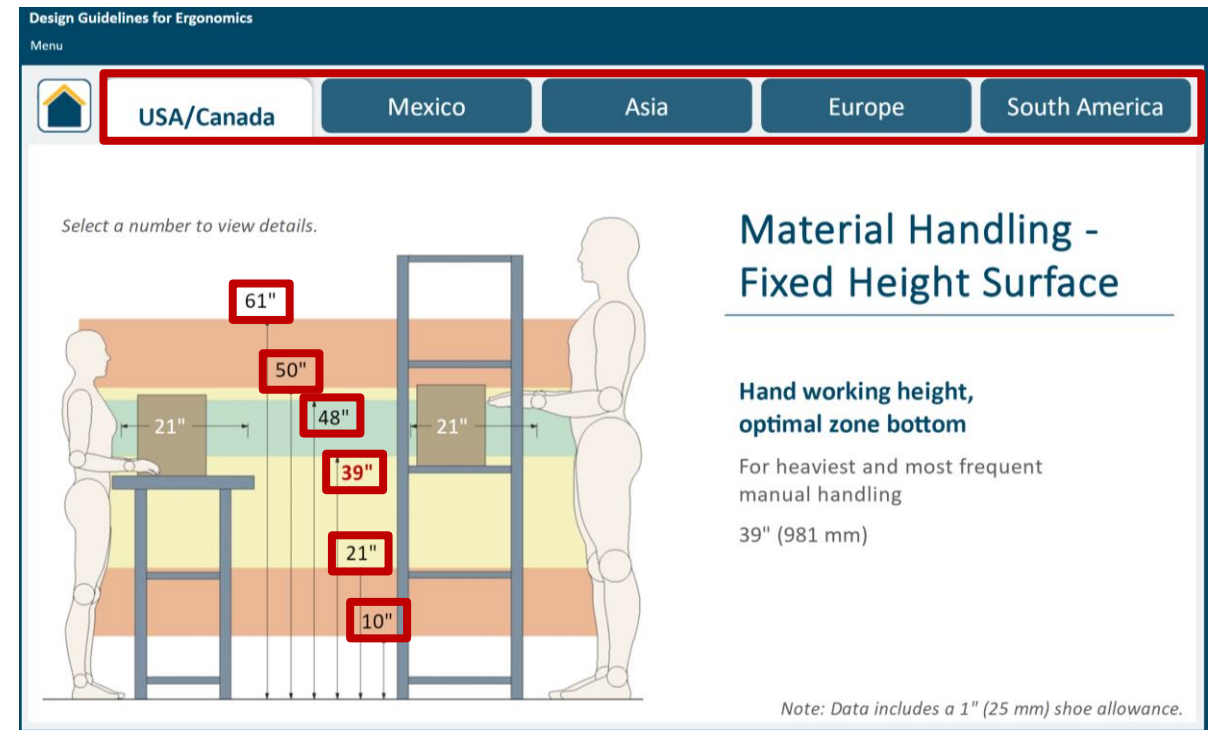 Design Guidelines for Ergonomics
Menu
USA/Canada
Mexico
Asia
Europe
South America
Select a number to view details.
61"
50"
48"
39"
21"
10"
21"
21"
Material Handling -
Fixed Height Surface
Hand working height,
optimal zone bottom
For heaviest and most frequent
manual handling
39" (981 mm)
Note: Data includes a 1" (25 mm) shoe allowance.